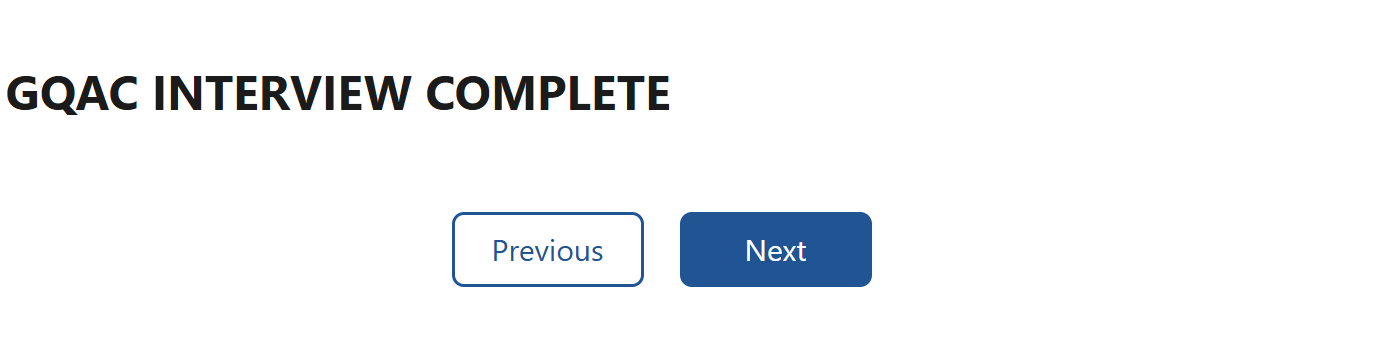 GQAC INTERVIEW COMPLETE
Previous Next